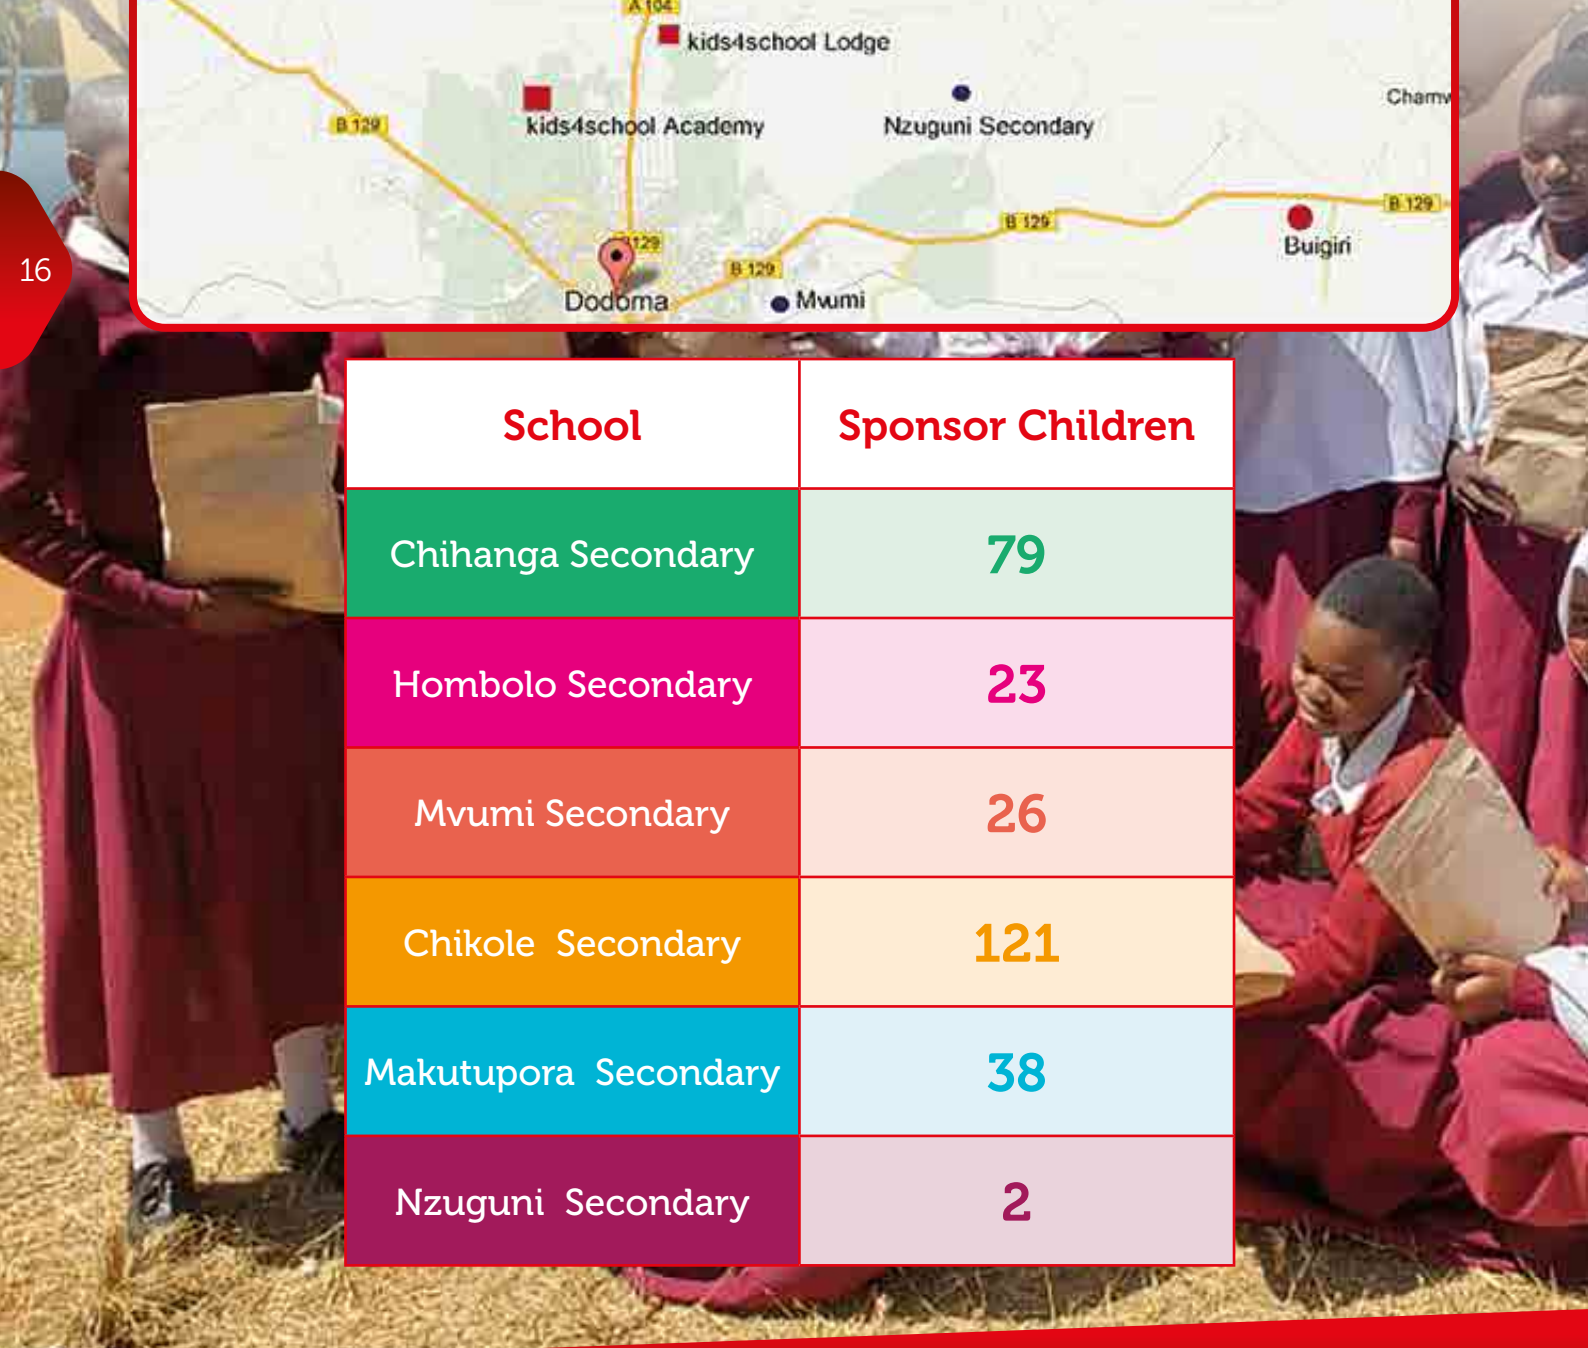 A 104
kids4school Lodge
B 129
kids4school Academy
Nzuguni Secondary
Chamw
B 129
B 129
129
B 129
Buigiri
Dodoma
Mvumi
16
School Sponsor Children
Chihanga Secondary 79
Hombolo Secondary 23
Mvumi Secondary 26
Chikole Secondary 121
Makutupora Secondary 38
Nzuguni Secondary 2